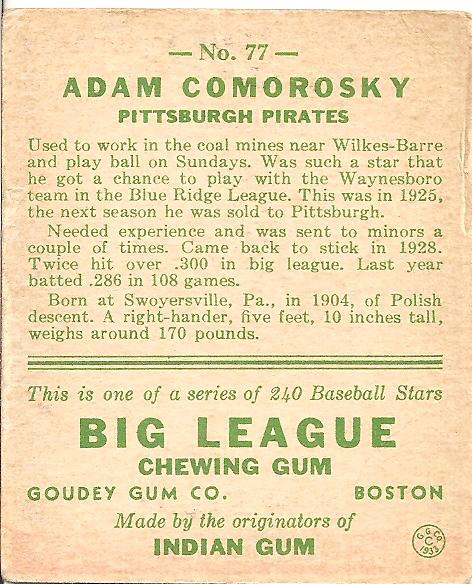 — No. 77 —
ADAM COMOROSKY
PITTSBURGH PIRATES
Used to work in the coal mines near Wilkes-Barre
and play ball on Sundays. Was such a star that
he got a chance to play with the Waynesboro
team in the Blue Ridge League. This was in 1925,
the next season he was sold to Pittsburgh.
Needed experience and was sent to minors a
couple of times. Came back to stick in 1928.
Twice hit over .300 in big league. Last year
batted .286 in 108 games.
Born at Swoyersville, Pa., in 1904, of Polish
descent. A right-hander, five feet, 10 inches tall,
weighs around 170 pounds.
This is one of a series of 240 Baseball Stars
BIG LEAGUE
CHEWING GUM
GOUDEY GUM CO. BOSTON
Made by the originators of
INDIAN GUM
G. G. Co.
C
1933